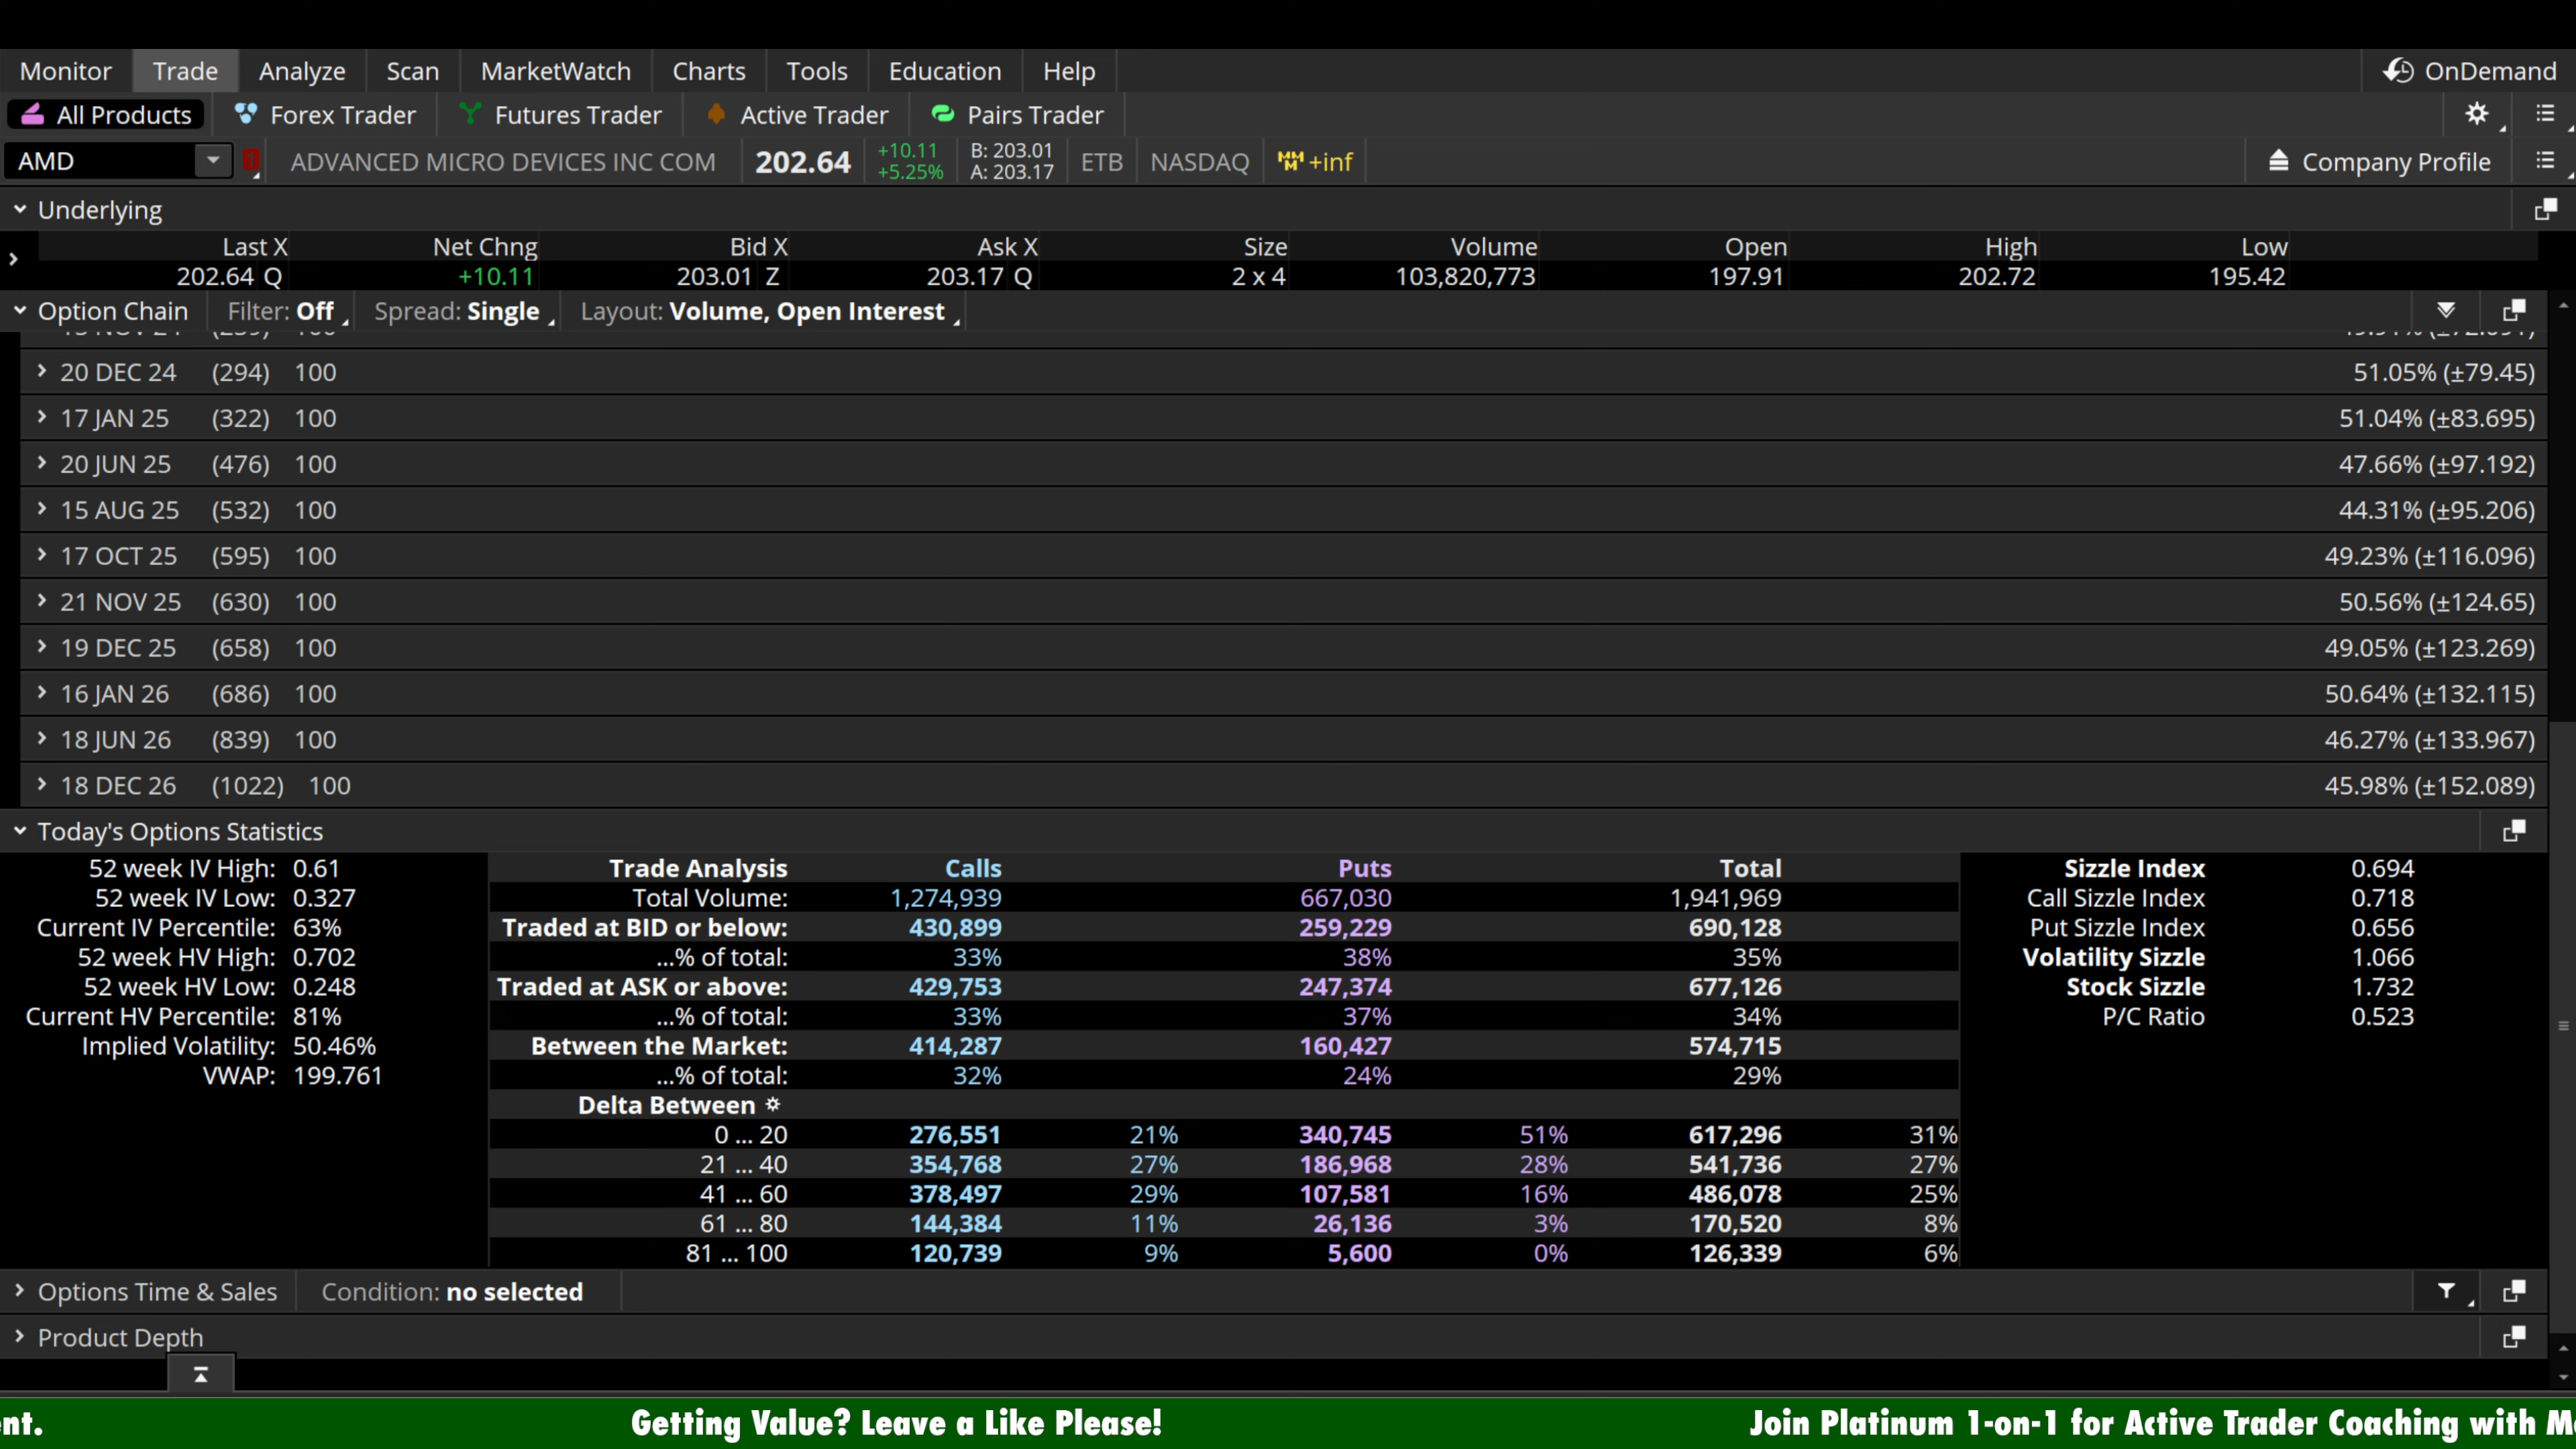 Monitor Trade Analyze Scan MarketWatch Charts Tools Education Help OnDemand
All Products Forex Trader Futures Trader Active Trader Pairs Trader
AMD ADVANCED MICRO DEVICES INC COM 202.64 +10.11 +5.25% B: 203.01 A: 203.17 ETB NASDAQ +inf Company Profile
Underlying
Last X Net Chng Bid X Ask X Size Volume Open High Low
202.64 Q +10.11 203.01 Z 203.17 Q 2 x 4 103,820,773 197.91 202.72 195.42
Option Chain Filter: Off Spread: Single Layout: Volume, Open Interest
20 DEC 24 (294) 100 51.05% (±79.45)
17 JAN 25 (322) 100 51.04% (±83.695)
20 JUN 25 (476) 100 47.66% (±97.192)
15 AUG 25 (532) 100 44.31% (±95.206)
17 OCT 25 (595) 100 49.23% (±116.096)
21 NOV 25 (630) 100 50.56% (±124.65)
19 DEC 25 (658) 100 49.05% (±123.269)
16 JAN 26 (686) 100 50.64% (±132.115)
18 JUN 26 (839) 100 46.27% (±133.967)
18 DEC 26 (1022) 100 45.98% (±152.089)
Today's Options Statistics
52 week IV High: 0.61 Trade Analysis Calls Puts Total Sizzle Index 0.694
52 week IV Low: 0.327 Total Volume: 1,274,939 667,030 1,941,969 Call Sizzle Index 0.718
Current IV Percentile: 63% Traded at BID or below: 430,899 259,229 690,128 Put Sizzle Index 0.656
52 week HV High: 0.702 ...% of total: 33% 38% 35% Volatility Sizzle 1.066
52 week HV Low: 0.248 Traded at ASK or above: 429,753 247,374 677,126 Stock Sizzle 1.732
Current HV Percentile: 81% ...% of total: 33% 37% 34% P/C Ratio 0.523
Implied Volatility: 50.46% Between the Market: 414,287 160,427 574,715
VWAP: 199.761 ...% of total: 32% 24% 29%
Delta Between
0 ... 20 276,551 21% 340,745 51% 617,296 31%
21 ... 40 354,768 27% 186,968 28% 541,736 27%
41 ... 60 378,497 29% 107,581 16% 486,078 25%
61 ... 80 144,384 11% 26,136 3% 170,520 8%
81 ... 100 120,739 9% 5,600 0% 126,339 6%
Options Time & Sales Condition: no selected
Product Depth
nt. Getting Value? Leave a Like Please! Join Platinum 1-on-1 for Active Trader Coaching with M